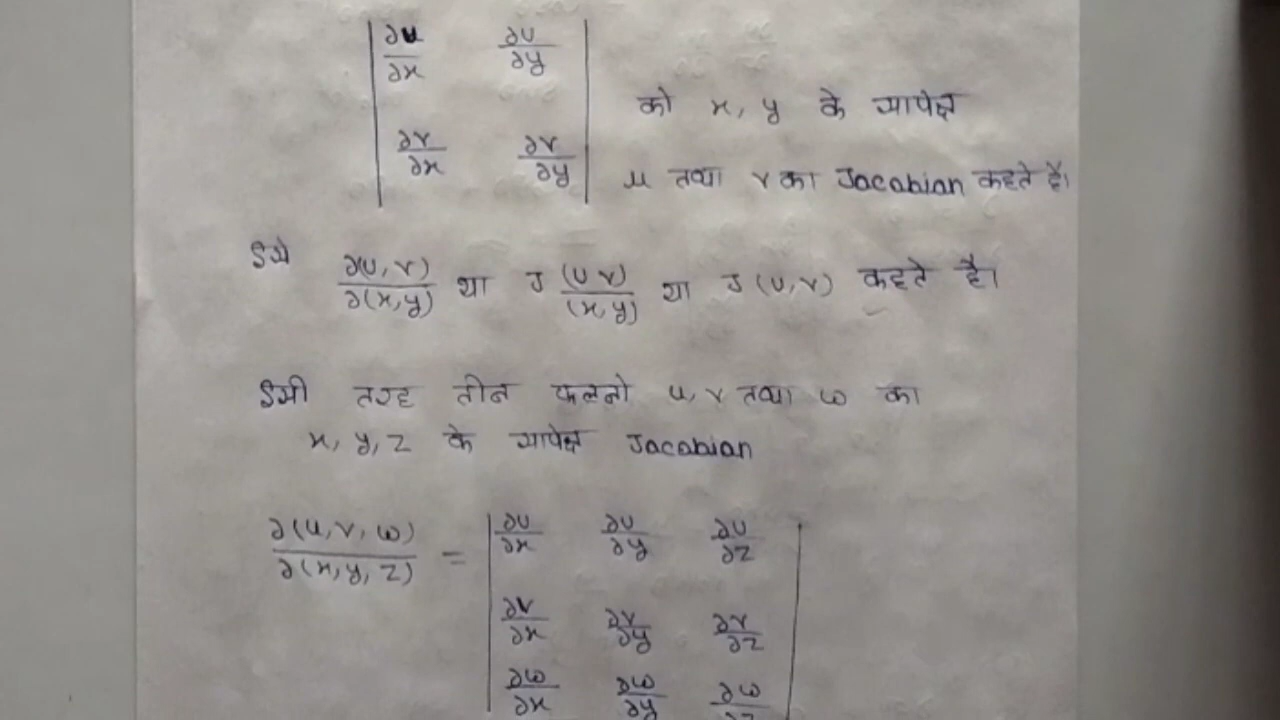 | ∂u/∂x ∂u/∂y |
| ∂v/∂x ∂v/∂y | को x, y के सापेक्ष
u तथा v का Jacobian कहते है।
इसे ∂(u, v)/∂(x, y) या J (u v)/(x, y) या J (u, v) कहते है।
इसी तरह तीन फलनो u, v तथा w का
x, y, z के सापेक्ष Jacobian
∂(u, v, w)/∂(x, y, z) = | ∂u/∂x ∂u/∂y ∂u/∂z |
| ∂v/∂x ∂v/∂y ∂v/∂z |
| ∂w/∂x ∂w/∂y ∂w/∂z |